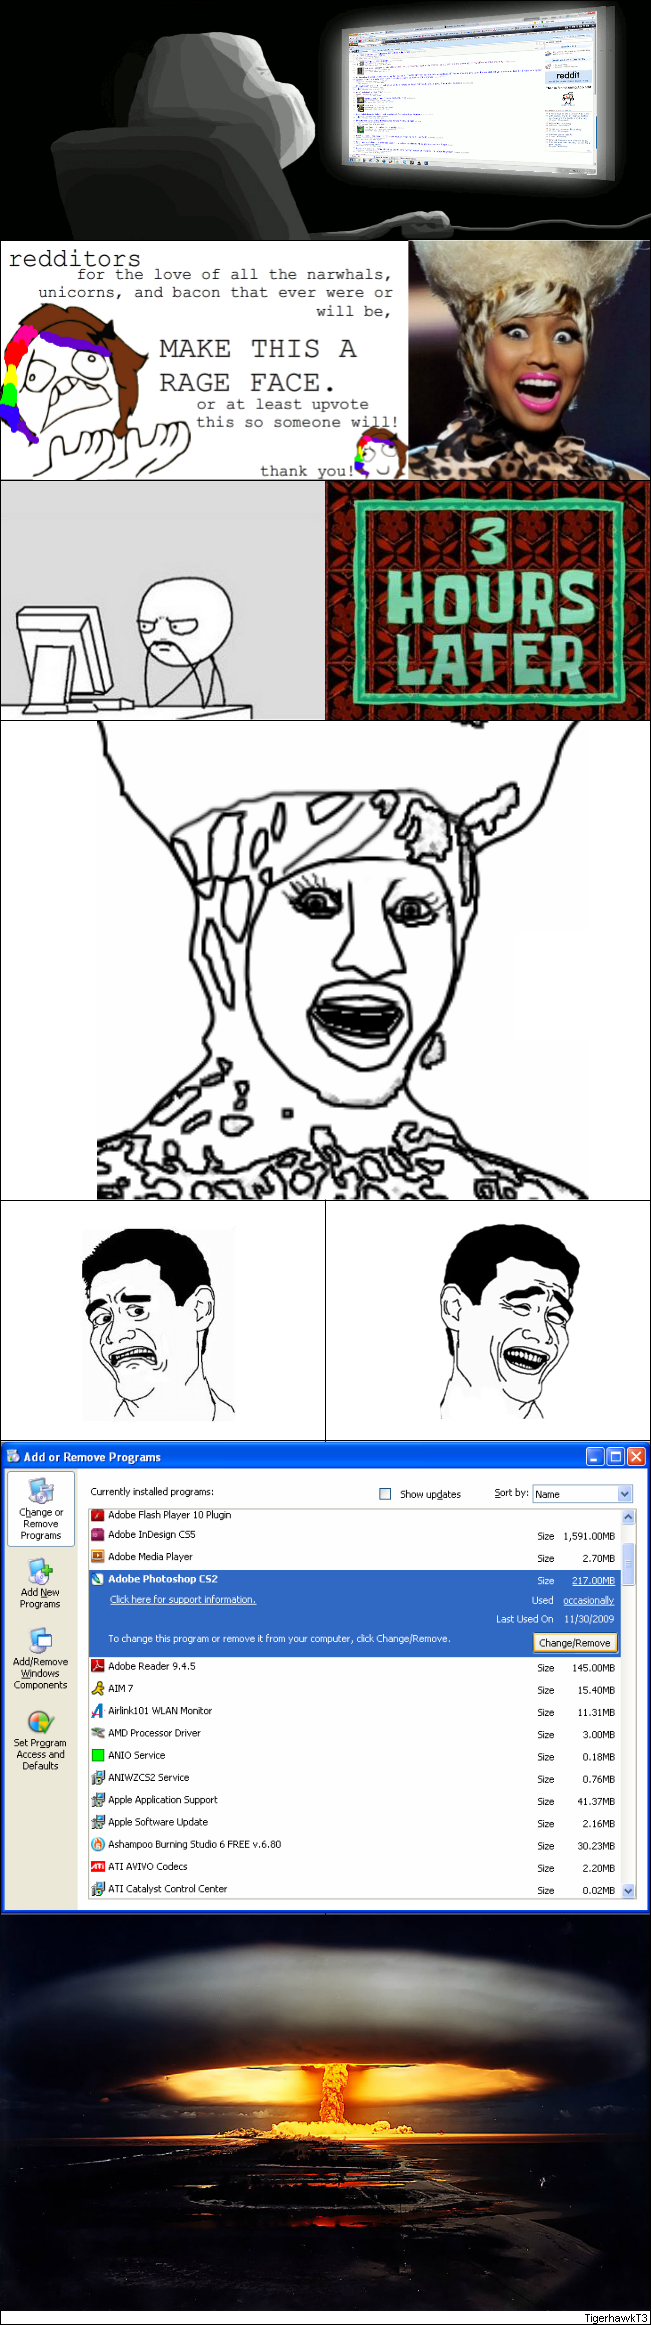 reddit
redditors
for the love of all the narwhals,
unicorns, and bacon that ever were or
will be,
MAKE THIS A
RAGE FACE.
or at least upvote
this so someone will!
thank you!
3
HOURS
LATER
Add or Remove Programs
Change or
Remove
Programs
Add New
Programs
Add/Remove
Windows
Components
Set Program
Access and
Defaults
Currently installed programs:
Show updates
Sort by: Name
Adobe Flash Player 10 Plugin
Adobe InDesign CS5 Size 1,591.00MB
Adobe Media Player Size 2.70MB
Adobe Photoshop CS2 Size 217.00MB
Click here for support information. Used occasionally
Last Used On 11/30/2009
To change this program or remove it from your computer, click Change/Remove. Change/Remove
Adobe Reader 9.4.5 Size 145.00MB
AIM 7 Size 15.40MB
Airlink101 WLAN Monitor Size 11.31MB
AMD Processor Driver Size 3.00MB
ANIO Service Size 0.18MB
ANIWZCS2 Service Size 0.76MB
Apple Application Support Size 41.37MB
Apple Software Update Size 2.16MB
Ashampoo Burning Studio 6 FREE v.6.80 Size 30.23MB
ATI AVIVO Codecs Size 2.20MB
ATI Catalyst Control Center Size 0.02MB
TigerhawkT3